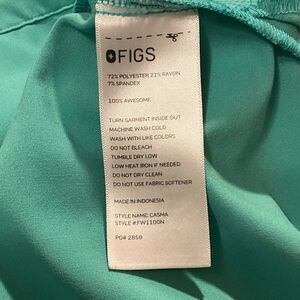 FIGS
72% POLYESTER 21% RAYON
7% SPANDEX
100% AWESOME
TURN GARMENT INSIDE OUT
MACHINE WASH COLD
WASH WITH LIKE COLORS
DO NOT BLEACH
TUMBLE DRY LOW
LOW HEAT IRON IF NEEDED
DO NOT DRY CLEAN
DO NOT USE FABRIC SOFTENER
MADE IN INDONESIA
STYLE NAME: CASMA
STYLE #:FW1100N
PO# 2858